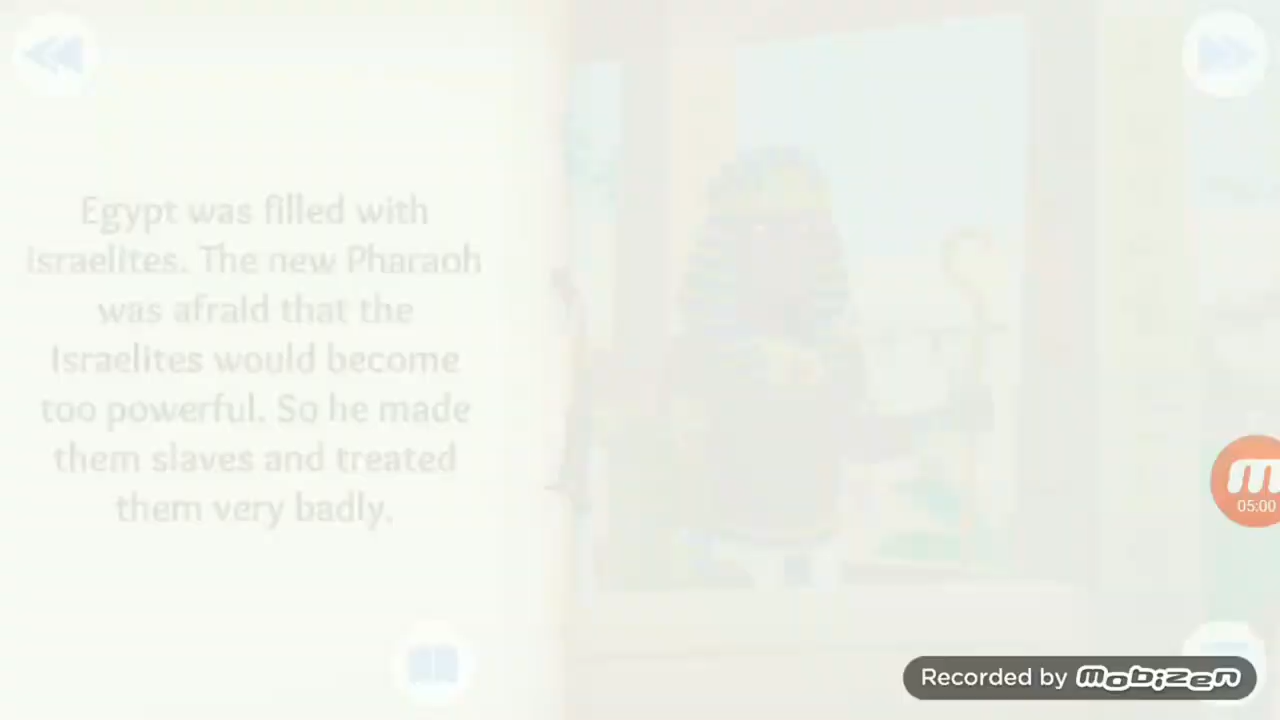 Egypt was filled with
Israelites. The new Pharaoh
was afraid that the
Israelites would become
too powerful. So he made
them slaves and treated
them very badly.
05:00
Recorded by mobizen